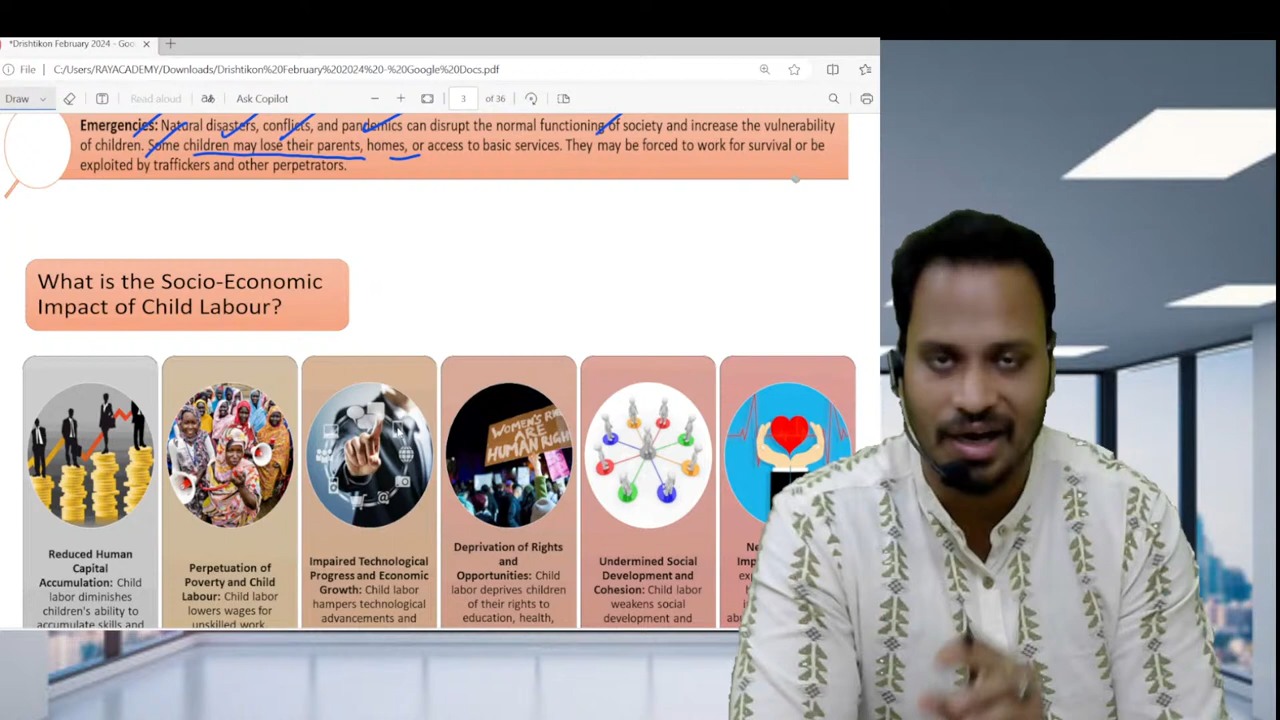 *Drishtikon February 2024 - Goo
File C:/Users/RAYACADEMY/Downloads/Drishtikon%20February%202024%20-%20Google%20Docs.pdf
Draw Read aloud Ask Copilot 3 of 36
Emergencies: Natural disasters, conflicts, and pandemics can disrupt the normal functioning of society and increase the vulnerability
of children. Some children may lose their parents, homes, or access to basic services. They may be forced to work for survival or be
exploited by traffickers and other perpetrators.
What is the Socio-Economic
Impact of Child Labour?
WOMEN'S
ARE
HUMAN RIGH
Reduced Human
Capital
Accumulation: Child
labor diminishes
children's ability to
accumulate skills and
Perpetuation of
Poverty and Child
Labour: Child labor
lowers wages for
unskilled work
Impaired Technological
Progress and Economic
Growth: Child labor
hampers technological
advancements and
Deprivation of Rights
and
Opportunities: Child
labor deprives children
of their rights to
education, health,
Undermined Social
Development and
Cohesion: Child labor
weakens social
development and
Ne
Imp
exp